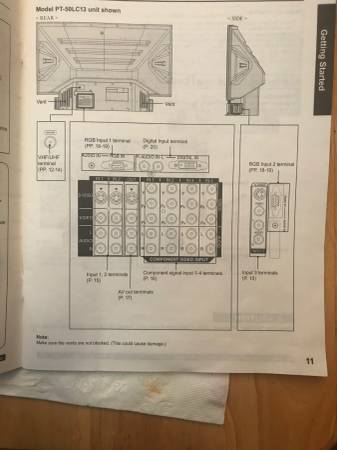 Model PT-50LC13 unit shown
< REAR >
< SIDE >
Getting Started
Vent
Vent
VHF/UHF
terminal
(PP. 12-14)
RGB Input 1 terminal
(PP. 18-19)
Digital Input terminal
(P. 20)
RGB Input 2 terminal
(PP. 18-19)
AUDIO IN
RGB IN
AUDIO IN
DIGITAL IN
S-VIDEO
VIDEO
L
AUDIO
R
COMPONENT VIDEO INPUT
Input 1, 2 terminals
(P. 15)
Component signal input 1-4 terminals
(P. 16)
Input 3 terminals
(P. 15)
AV out terminals
(P. 17)
Note:
Make sure the vents are not blocked. (This could cause damage.)
11